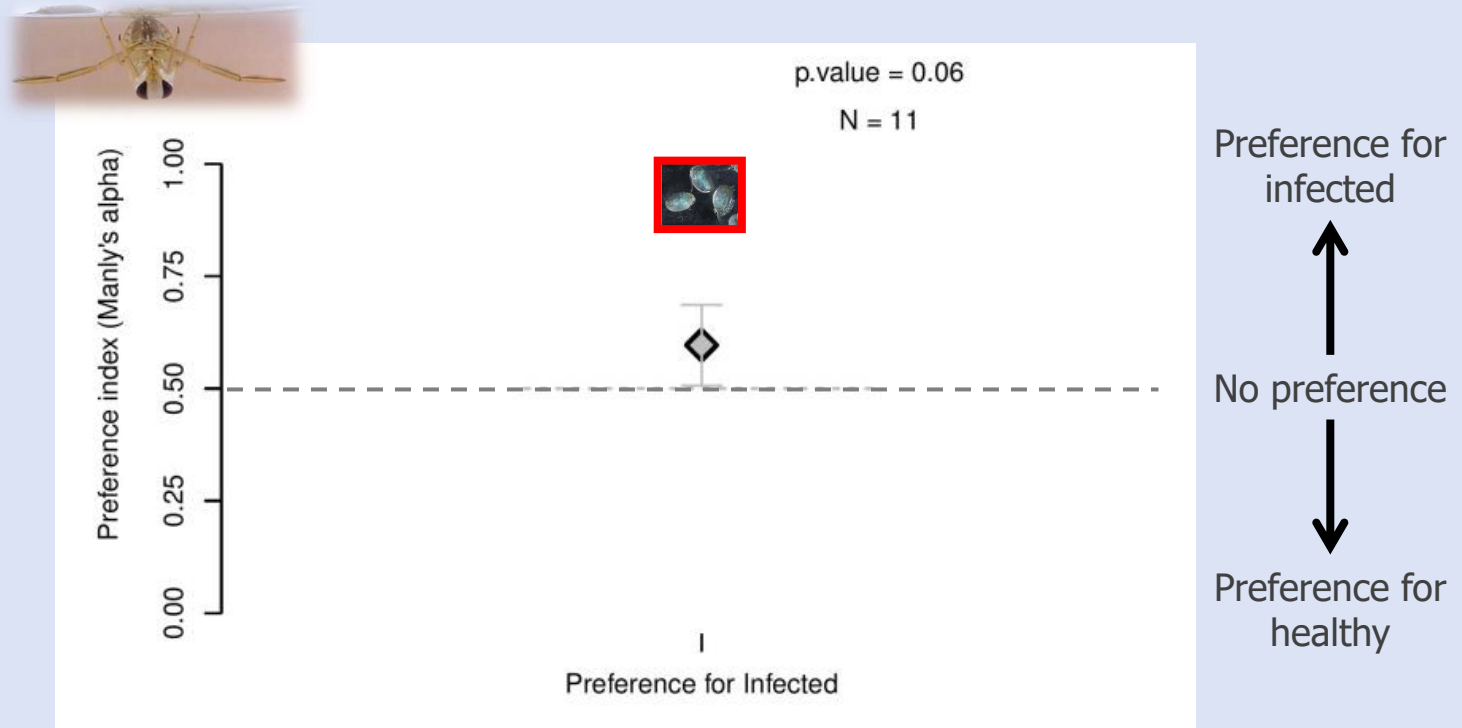 p.value = 0.06
N = 11
Preference index (Manly's alpha)
1.00
0.75
0.50
0.25
0.00
I
Preference for Infected
Preference for
infected
No preference
Preference for
healthy